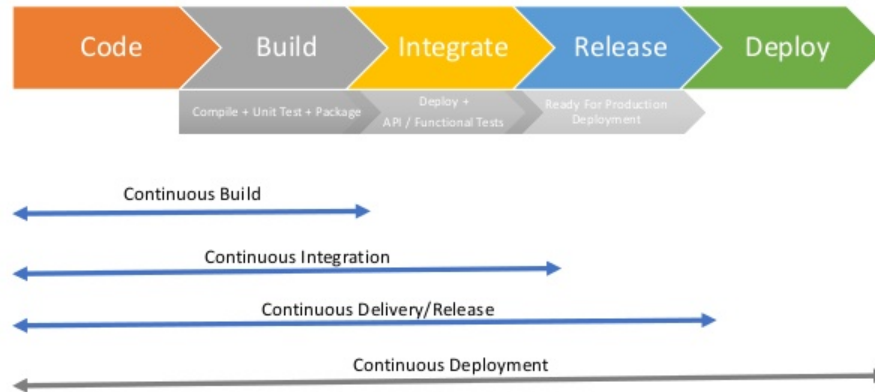 Code Build Integrate Release Deploy
Compile + Unit Test + Package
Deploy +
API / Functional Tests
Ready For Production
Deployment
Continuous Build
Continuous Integration
Continuous Delivery/Release
Continuous Deployment